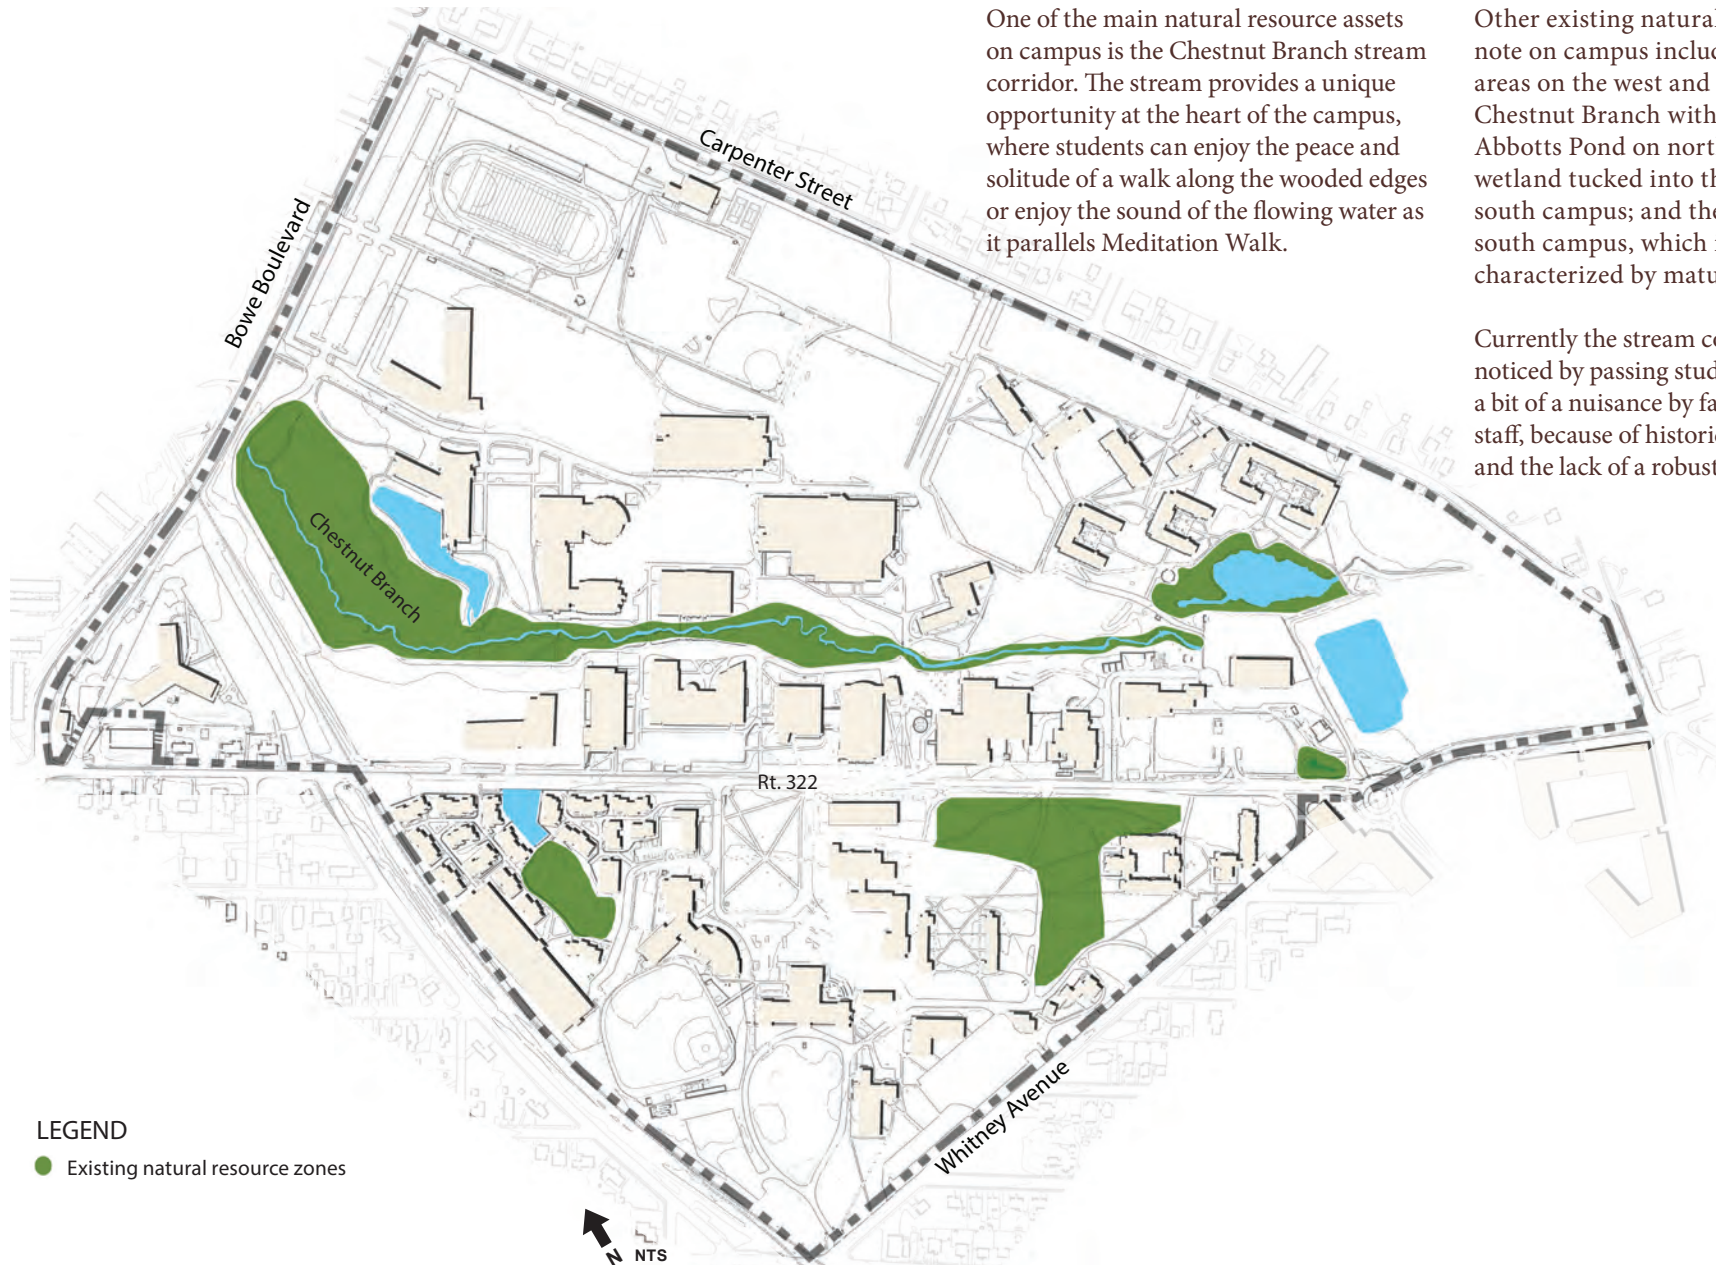 One of the main natural resource assets
on campus is the Chestnut Branch stream
corridor. The stream provides a unique
opportunity at the heart of the campus,
where students can enjoy the peace and
solitude of a walk along the wooded edges
or enjoy the sound of the flowing water as
it parallels Meditation Walk.
Other existing natural
note on campus includ
areas on the west and
Chestnut Branch with
Abbotts Pond on nort
wetland tucked into th
south campus; and the
south campus, which
characterized by matu
Currently the stream co
noticed by passing stud
a bit of a nuisance by fa
staff, because of historic
and the lack of a robust
Carpenter Street
Bowe Boulevard
Chestnut Branch
Rt. 322
Whitney Avenue
LEGEND
Existing natural resource zones
N NTS